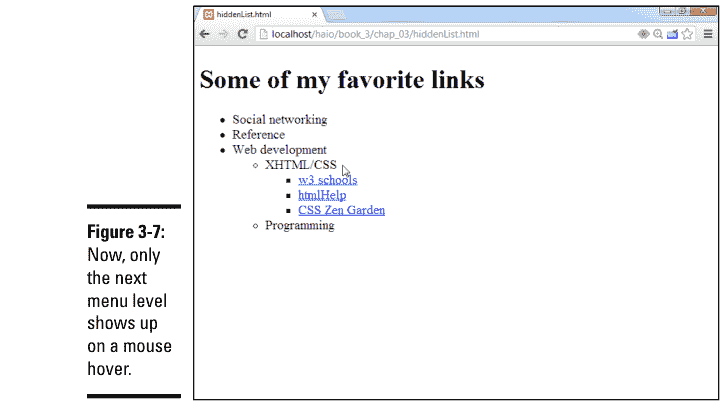 hiddenList.html
localhost/haio/book_3/chap_03/hiddenList.html
Some of my favorite links
Social networking
Reference
Web development
XHTML/CSS
w3 schools
htmlHelp
CSS Zen Garden
Programming
Figure 3-7:
Now, only
the next
menu level
shows up
on a mouse
hover.